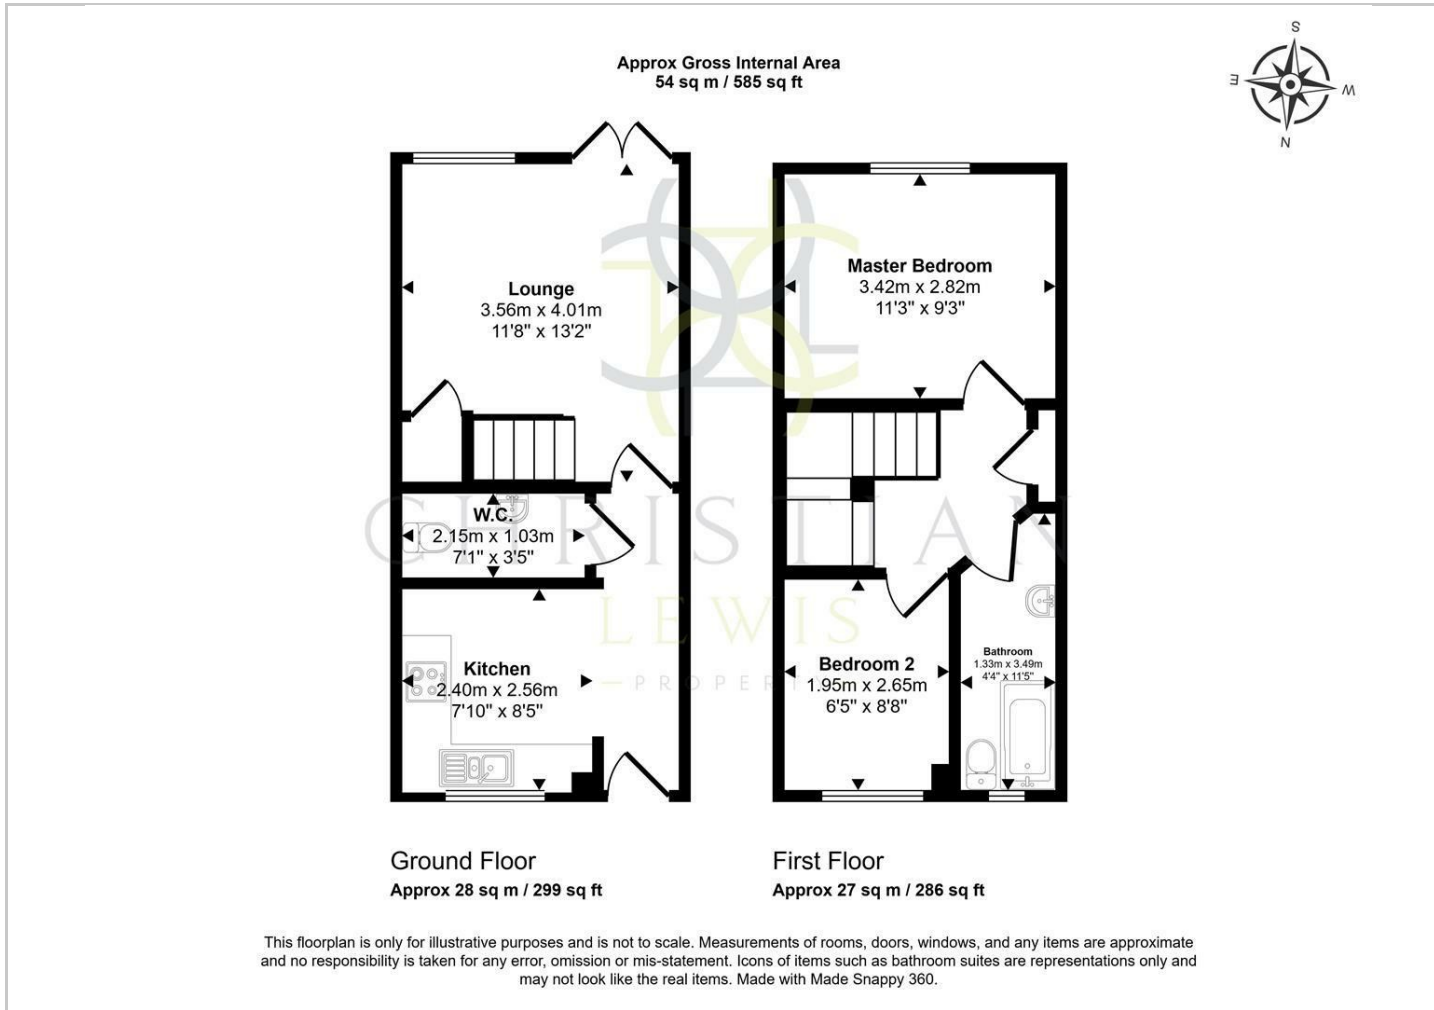 S
E
W
N
Approx Gross Internal Area
54 sq m / 585 sq ft
Lounge
3.56m x 4.01m
11'8" x 13'2"
W.C.
2.15m x 1.03m
7'1" x 3'5"
Kitchen
2.40m x 2.56m
7'10" x 8'5"
Master Bedroom
3.42m x 2.82m
11'3" x 9'3"
Bedroom 2
1.95m x 2.65m
6'5" x 8'8"
Bathroom
1.33m x 3.49m
4'4" x 11'5"
CHRISTIAN
LEWIS
Ground Floor
Approx 28 sq m / 299 sq ft
First Floor
Approx 27 sq m / 286 sq ft
This floorplan is only for illustrative purposes and is not to scale. Measurements of rooms, doors, windows, and any items are approximate
and no responsibility is taken for any error, omission or mis-statement. Icons of items such as bathroom suites are representations only and
may not look like the real items. Made with Made Snappy 360.